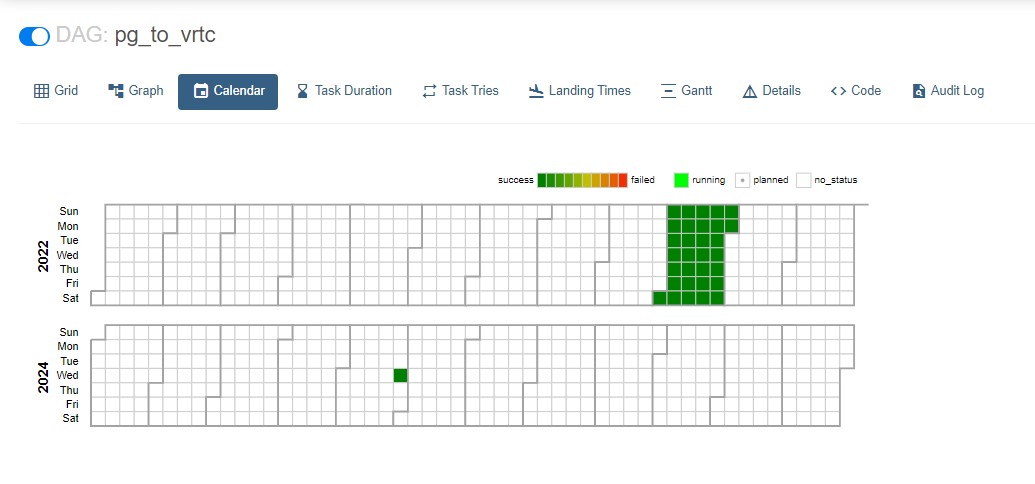 DAG: pg_to_vrtc
Grid Graph Calendar Task Duration Task Tries Landing Times Gantt Details Code Audit Log
success failed running planned no_status
2022
Sun
Mon
Tue
Wed
Thu
Fri
Sat
2024
Sun
Mon
Tue
Wed
Thu
Fri
Sat